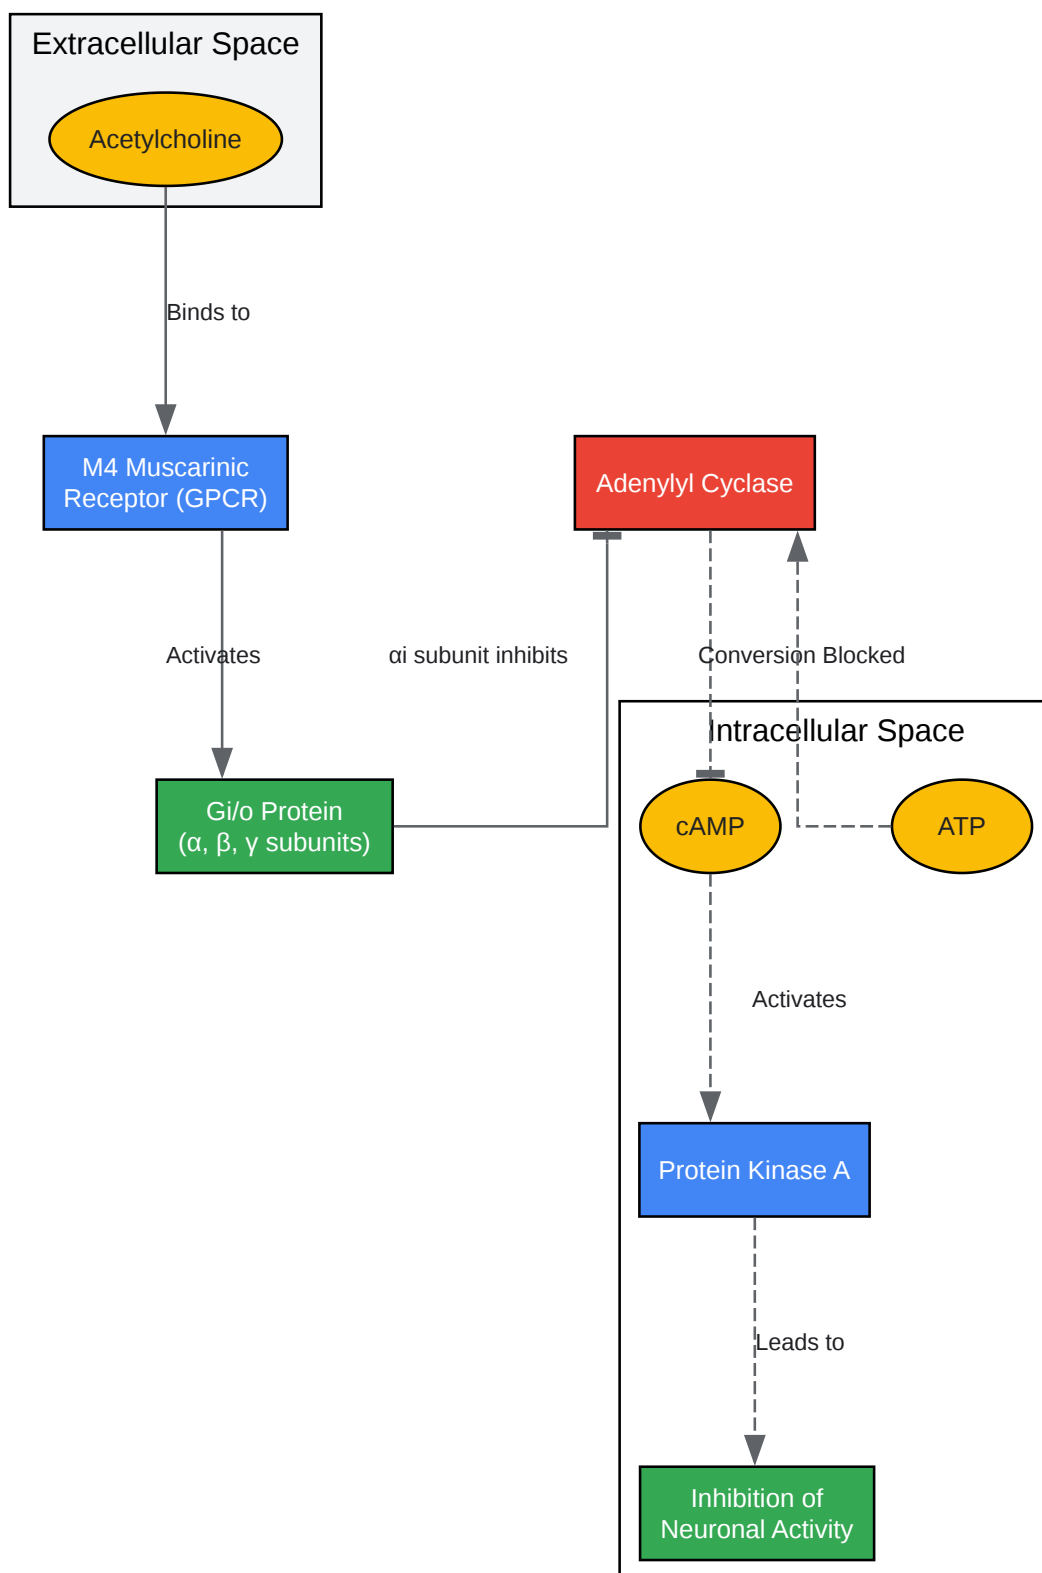 Extracellular Space
Acetylcholine
Binds to
M4 Muscarinic
Receptor (GPCR)
Adenylyl Cyclase
Activates
αi subunit inhibits
Conversion Blocked
Intracellular Space
Gi/o Protein
(α, β, γ subunits)
cAMP
ATP
Activates
Protein Kinase A
Leads to
Inhibition of
Neuronal Activity